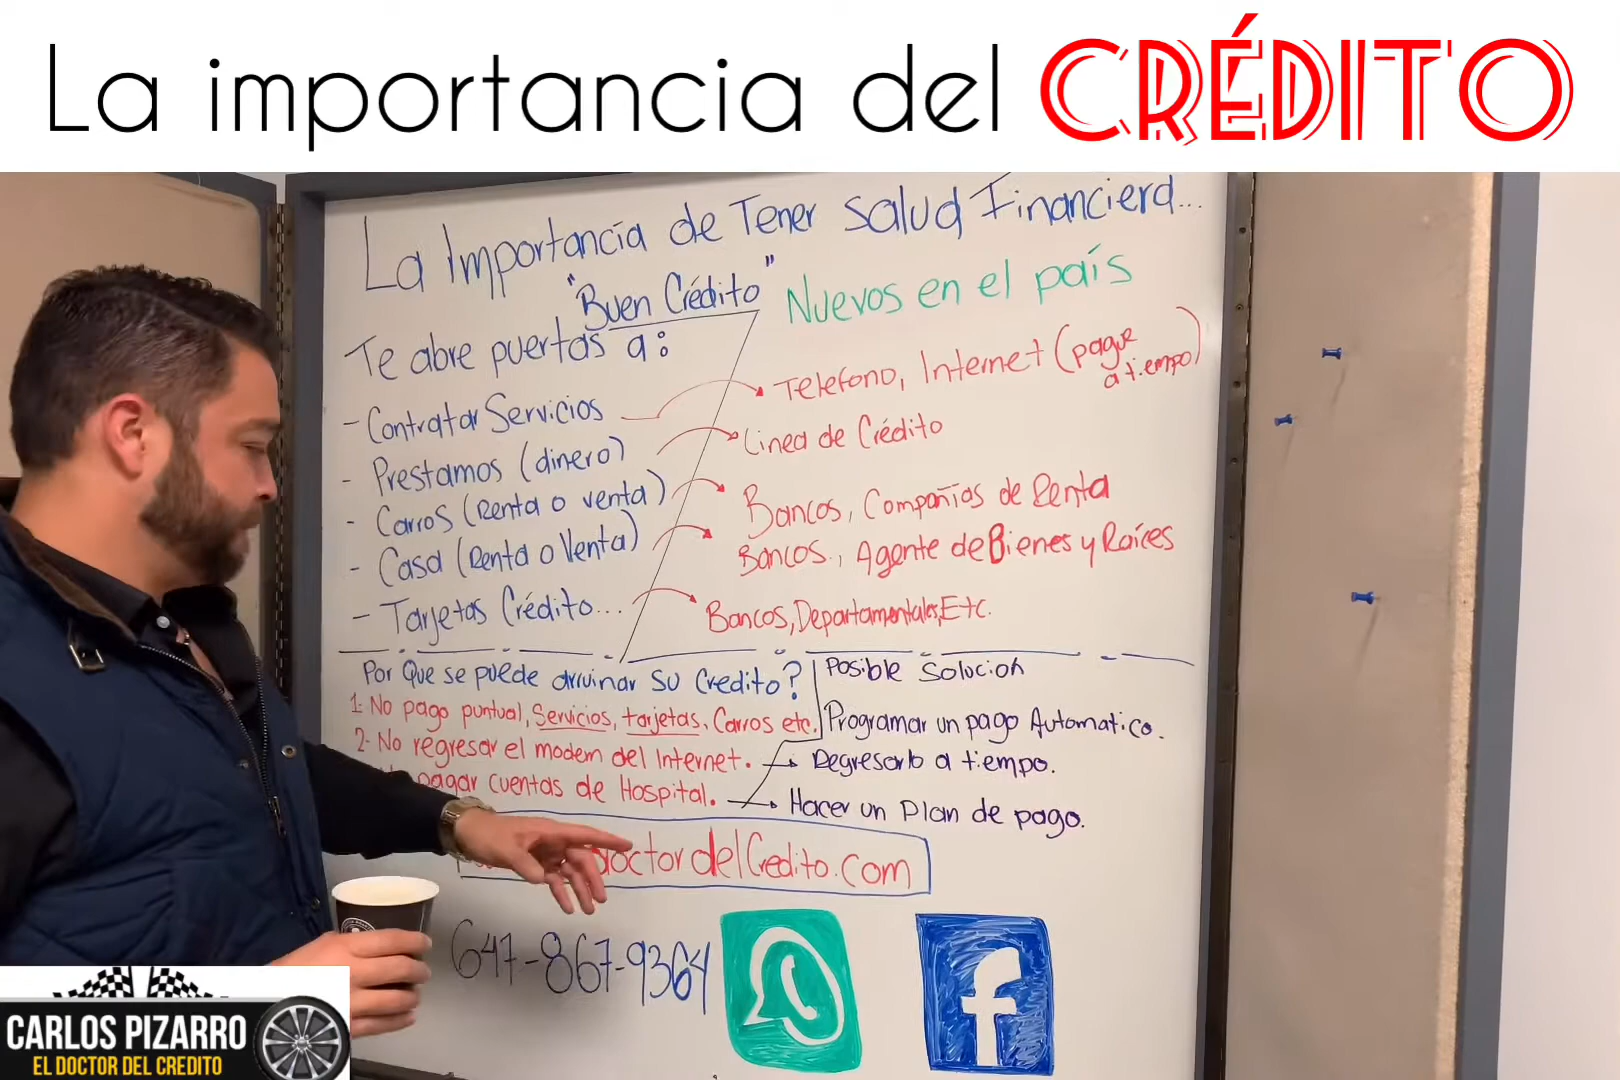 La importancia del CRÉDITO
La Importancia de Tener Salud Financiera...
"Buen Crédito"
Nuevos en el país
Te abre puertas a:
- Contratar Servicios
Telefono, Internet (pague a tiempo)
- Prestamos (dinero)
Linea de Crédito
- Carros (Renta o venta)
Bancos, Compañías de Renta
- Casa (Renta o Venta)
Bancos, Agente de Bienes y Raíces
- Tarjetas Crédito...
Bancos, Departamentales, Etc.
Por Que se puede arruinar su Credito?
Posible Solucion
1- No pago puntual, Servicios, tarjetas, Carros etc.
Programar un pago Automatico.
2- No regresar el modem del Internet.
Regresarlo a tiempo.
pagar cuentas de Hospital.
Hacer un Plan de pago.
doctordelCredito.com
647-867-9364
CARLOS PIZARRO
EL DOCTOR DEL CREDITO